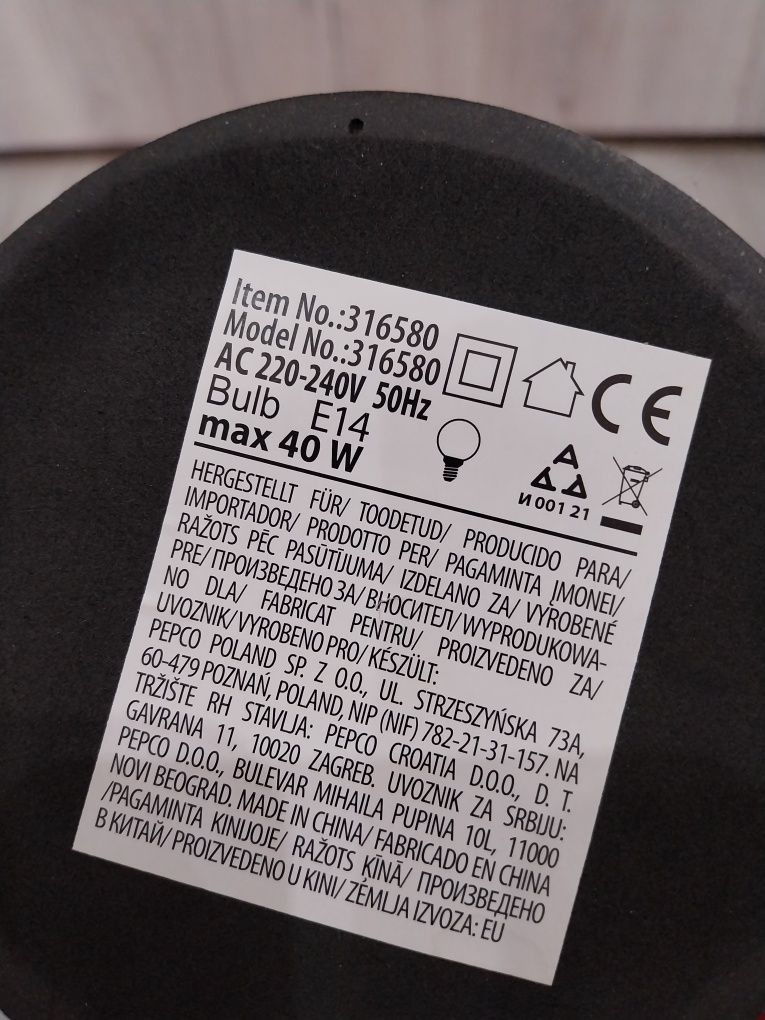 Item No.:316580
Model No.:316580
AC 220-240V 50Hz
Bulb E14
max 40 W
CE
И 001 21
HERGESTELLT FÜR/ TOODETUD/ PRODUCIDO PARA/
IMPORTADOR/ PRODOTTO PER/ PAGAMINTA ĮMONEI/
RAŽOTS PĒC PASŪTĪJUMA/ IZDELANO ZA/ VYROBENÉ
PRE/ПРОИЗВЕДЕНО ЗА/ ВНОСИТЕЛ/WYPRODUKOWA-
NO DLA/ FABRICAT PENTRU/ PROIZVEDENO ZA/
UVOZNIK/VYROBENO PRO/ KÉSZÜLT:
PEPCO POLAND SP. Z O.O., UL. STRZESZYŃSKA 73A,
60-479 POZNAŃ, POLAND, NIP (NIF) 782-21-31-157. NA
TRŽIŠTE RH STAVLJA: PEPCO CROATIA D.O.O., D. T.
GAVRANA 11, 10020 ZAGREB. UVOZNIK ZA SRBIJU:
PEPCO D.O.O., BULEVAR MIHAILA PUPINA 10L, 11000
NOVI BEOGRAD. MADE IN CHINA/ FABRICADO EN CHINA
/PAGAMINTA KINIJOJE/ RAŽOTS ĶĪNĀ/ ПРОИЗВЕДЕНО
В КИТАЙ/ PROIZVEDENO U KINI/ ZEMLJA IZVOZA: EU